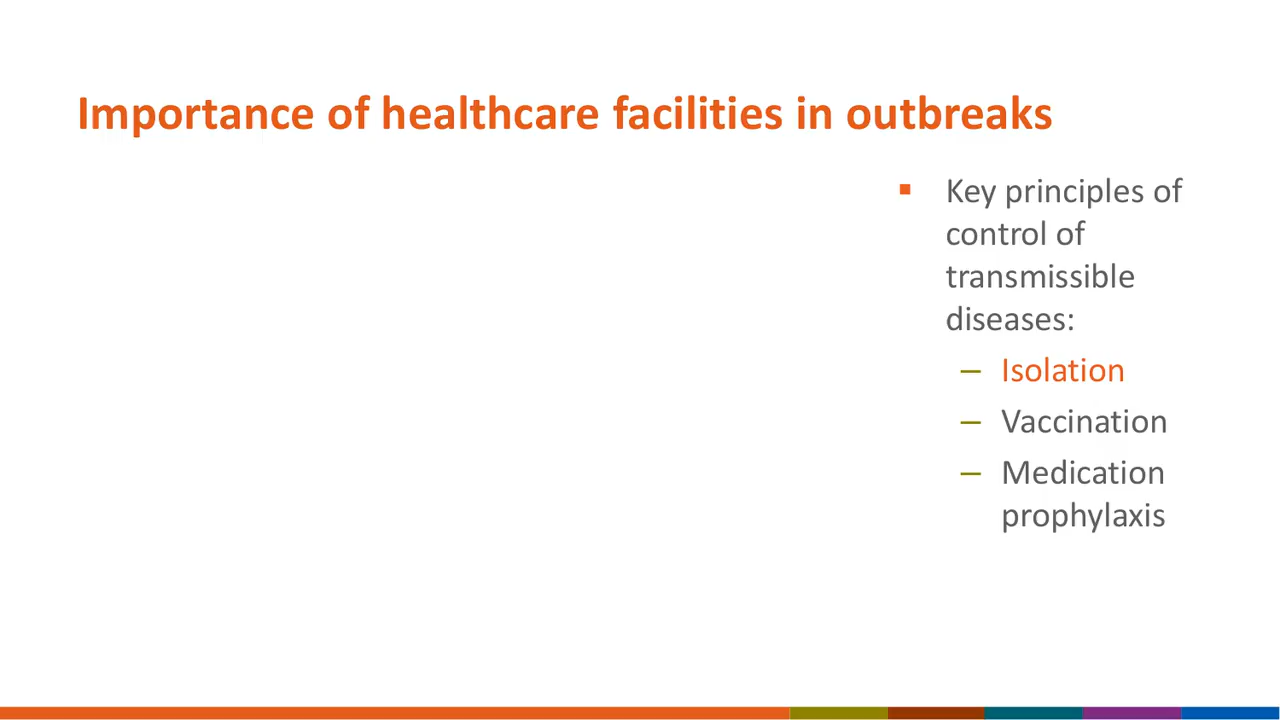 Importance of healthcare facilities in outbreaks
▪ Key principles of
control of
transmissible
diseases:
– Isolation
– Vaccination
– Medication
prophylaxis